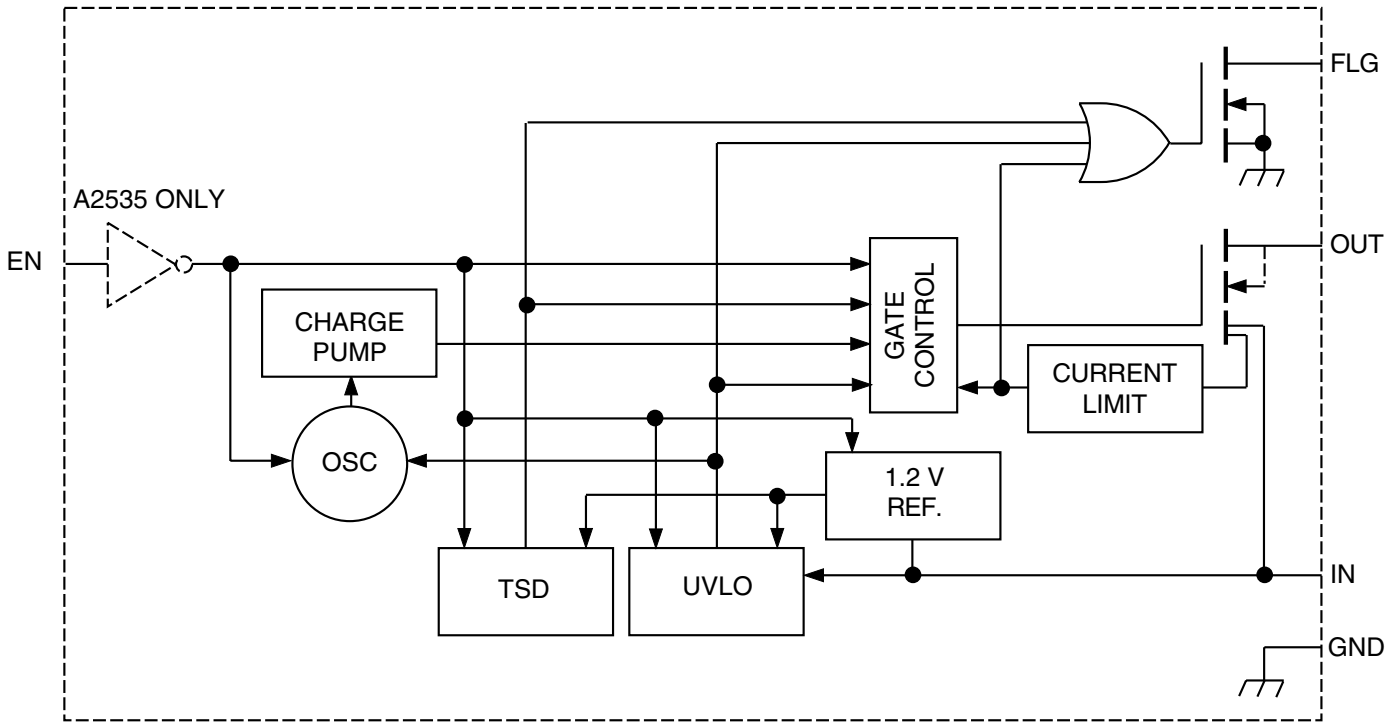 FLG
A2535 ONLY
EN
OUT
CHARGE
PUMP
GATE
CONTROL
CURRENT
LIMIT
OSC
1.2 V
REF.
TSD
UVLO
IN
GND